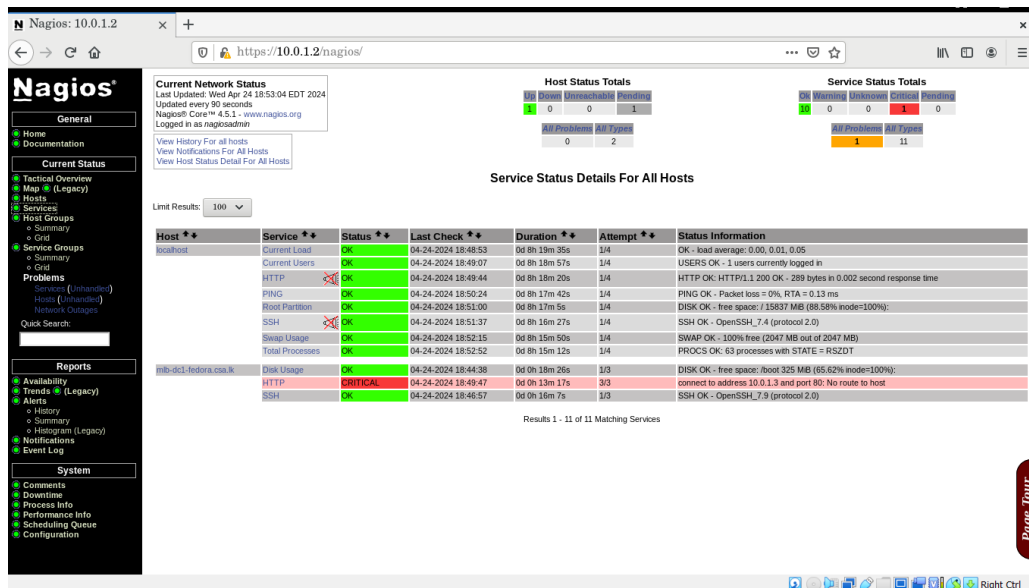 Nagios: 10.0.1.2
https://10.0.1.2/nagios/
Nagios®
General
Home
Documentation
Current Status
Tactical Overview
Map (Legacy)
Hosts
Services
Host Groups
Summary
Grid
Service Groups
Summary
Grid
Problems
Services (Unhandled)
Hosts (Unhandled)
Network Outages
Quick Search:
Reports
Availability
Trends (Legacy)
Alerts
History
Summary
Histogram (Legacy)
Notifications
Event Log
System
Comments
Downtime
Process Info
Performance Info
Scheduling Queue
Configuration
Current Network Status
Last Updated: Wed Apr 24 18:53:04 EDT 2024
Updated every 90 seconds
Nagios® Core™ 4.5.1 - www.nagios.org
Logged in as nagiosadmin
View History For all hosts
View Notifications For All Hosts
View Host Status Detail For All Hosts
Host Status Totals
Up Down Unreachable Pending
1 0 0 1
All Problems All Types
0 2
Service Status Totals
Ok Warning Unknown Critical Pending
10 0 0 1 0
All Problems All Types
1 11
Service Status Details For All Hosts
Limit Results: 100
Host Service Status Last Check Duration Attempt Status Information
localhost Current Load OK 04-24-2024 18:48:53 0d 8h 19m 35s 1/4 OK - load average: 0.00, 0.01, 0.05
Current Users OK 04-24-2024 18:49:07 0d 8h 18m 57s 1/4 USERS OK - 1 users currently logged in
HTTP OK 04-24-2024 18:49:44 0d 8h 18m 20s 1/4 HTTP OK: HTTP/1.1 200 OK - 289 bytes in 0.002 second response time
PING OK 04-24-2024 18:50:24 0d 8h 17m 42s 1/4 PING OK - Packet loss = 0%, RTA = 0.13 ms
Root Partition OK 04-24-2024 18:51:00 0d 8h 17m 5s 1/4 DISK OK - free space: / 15837 MiB (88.58% inode=100%):
SSH OK 04-24-2024 18:51:37 0d 8h 16m 27s 1/4 SSH OK - OpenSSH_7.4 (protocol 2.0)
Swap Usage OK 04-24-2024 18:52:15 0d 8h 15m 50s 1/4 SWAP OK - 100% free (2047 MB out of 2047 MB)
Total Processes OK 04-24-2024 18:52:52 0d 8h 15m 12s 1/4 PROCS OK: 63 processes with STATE = RSZDT
mlb-dc1-fedora.csa.lk Disk Usage OK 04-24-2024 18:44:38 0d 0h 18m 26s 1/3 DISK OK - free space: /boot 325 MiB (65.62% inode=100%):
HTTP CRITICAL 04-24-2024 18:49:47 0d 0h 13m 17s 3/3 connect to address 10.0.1.3 and port 80: No route to host
SSH OK 04-24-2024 18:46:57 0d 0h 16m 7s 1/3 SSH OK - OpenSSH_7.9 (protocol 2.0)
Results 1 - 11 of 11 Matching Services
Page Tour
Right Ctrl